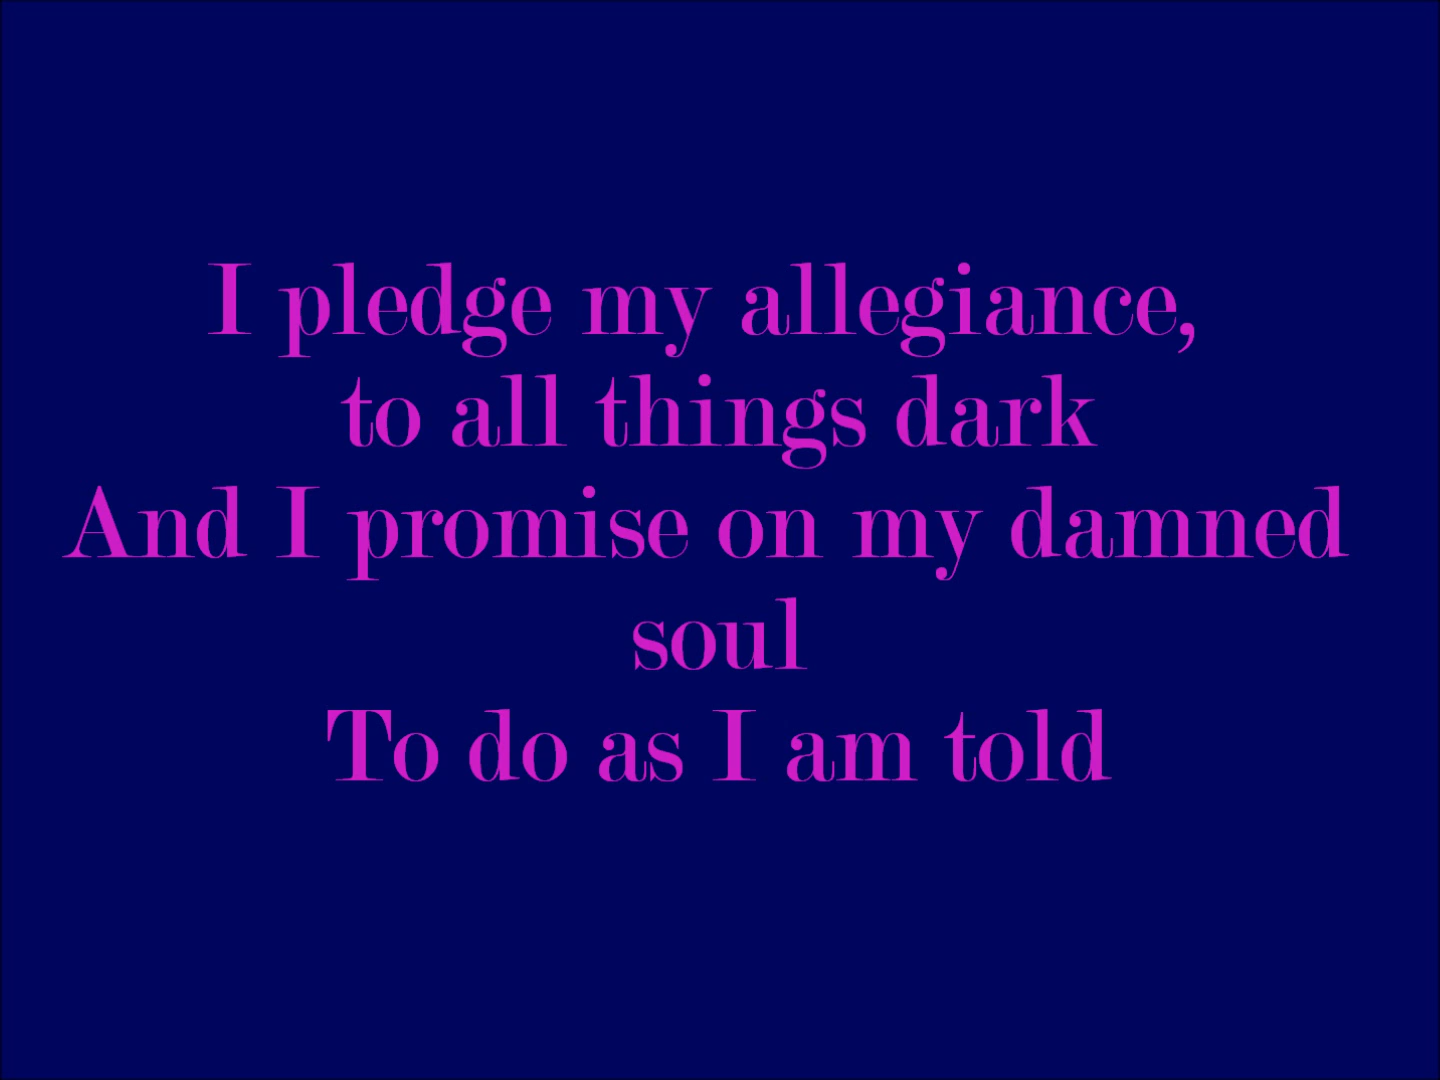 I pledge my allegiance,
to all things dark
And I promise on my damned
soul
To do as I am told